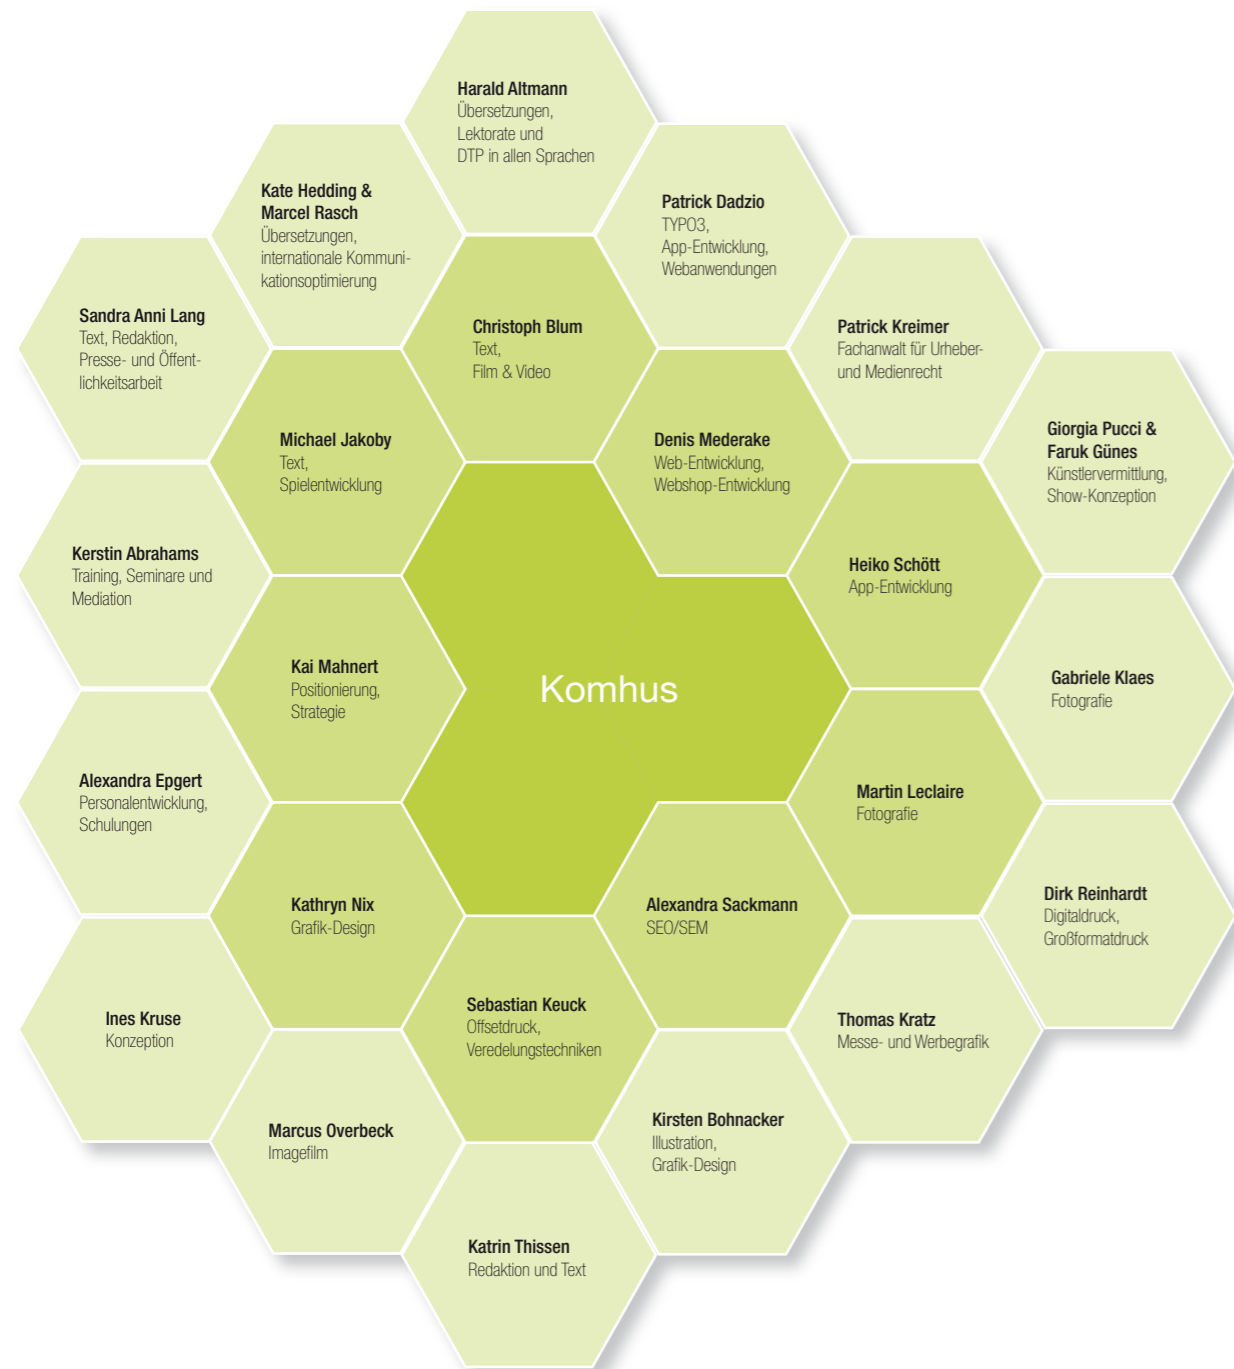 Harald Altmann
Übersetzungen,
Lektorate und
DTP in allen Sprachen
Kate Hedding &
Marcel Rasch
Übersetzungen,
internationale Kommuni-
kationsoptimierung
Patrick Dadzio
TYPO3,
App-Entwicklung,
Webanwendungen
Sandra Anni Lang
Text, Redaktion,
Presse- und Öffent-
lichkeitsarbeit
Christoph Blum
Text,
Film & Video
Patrick Kreimer
Fachanwalt für Urheber-
und Medienrecht
Michael Jakoby
Text,
Spielentwicklung
Denis Mederake
Web-Entwicklung,
Webshop-Entwicklung
Giorgia Pucci &
Faruk Günes
Künstlervermittlung,
Show-Konzeption
Kerstin Abrahams
Training, Seminare und
Mediation
Heiko Schött
App-Entwicklung
Kai Mahnert
Positionierung,
Strategie
Komhus
Gabriele Klaes
Fotografie
Alexandra Epgert
Personalentwicklung,
Schulungen
Martin Leclaire
Fotografie
Kathryn Nix
Grafik-Design
Alexandra Sackmann
SEO/SEM
Dirk Reinhardt
Digitaldruck,
Großformatdruck
Ines Kruse
Konzeption
Sebastian Keuck
Offsetdruck,
Veredelungstechniken
Thomas Kratz
Messe- und Werbegrafik
Marcus Overbeck
Imagefilm
Kirsten Bohnacker
Illustration,
Grafik-Design
Katrin Thissen
Redaktion und Text